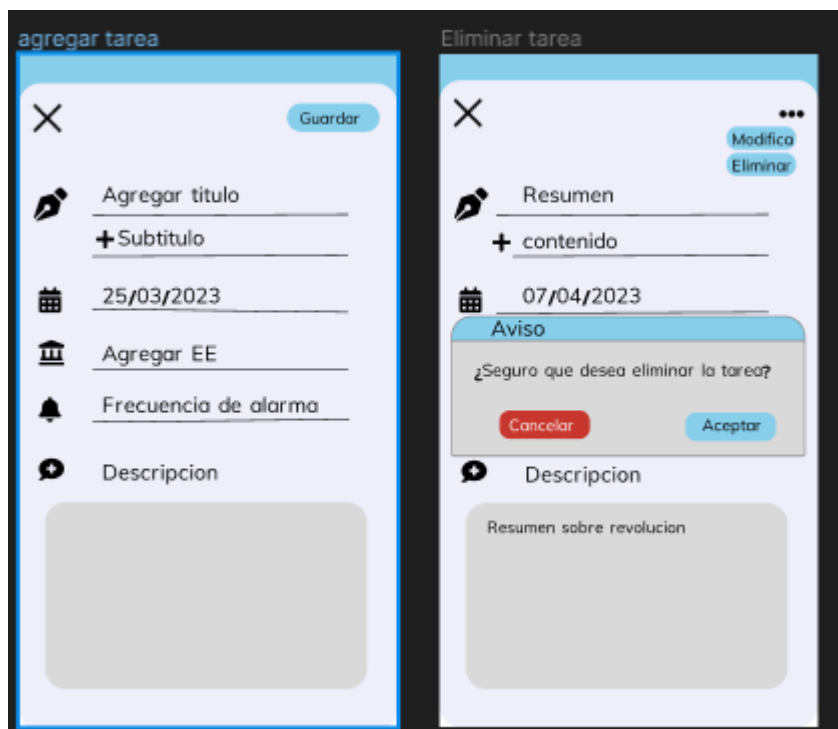 agregar tarea
Guardar
Agregar titulo
+ Subtitulo
25/03/2023
Agregar EE
Frecuencia de alarma
Descripcion
Eliminar tarea
Modifica
Eliminar
Resumen
+ contenido
07/04/2023
Aviso
¿Seguro que desea eliminar la tarea?
Cancelar
Aceptar
Descripcion
Resumen sobre revolucion